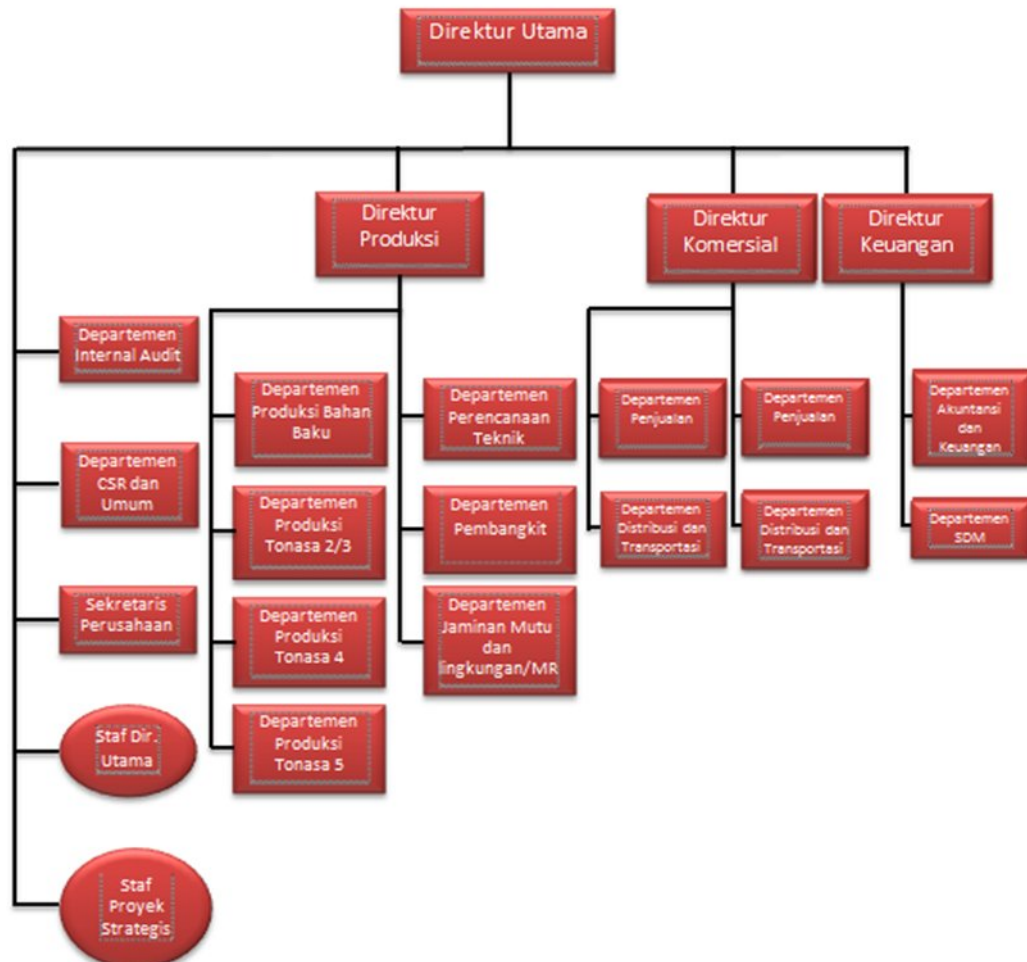 Direktur Utama
Direktur
Produksi
Direktur
Komersial
Direktur
Keuangan
Departemen
Internal Audit
Departemen
CSR dan
Umum
Sekretaris
Perusahaan
Staf Dir.
Utama
Staf
Proyek
Strategis
Departemen
Produksi Bahan
Baku
Departemen
Produksi
Tonasa 2/3
Departemen
Produksi
Tonasa 4
Departemen
Produksi
Tonasa 5
Departemen
Perencanaan
Teknik
Departemen
Pembangkit
Departemen
Jaminan Mutu
dan
lingkungan/MR
Departemen
Penjualan
Departemen
Distribusi dan
Transportasi
Departemen
Penjualan
Departemen
Distribusi dan
Transportasi
Departemen
Akuntansi
dan
Keuangan
Departemen
SDM